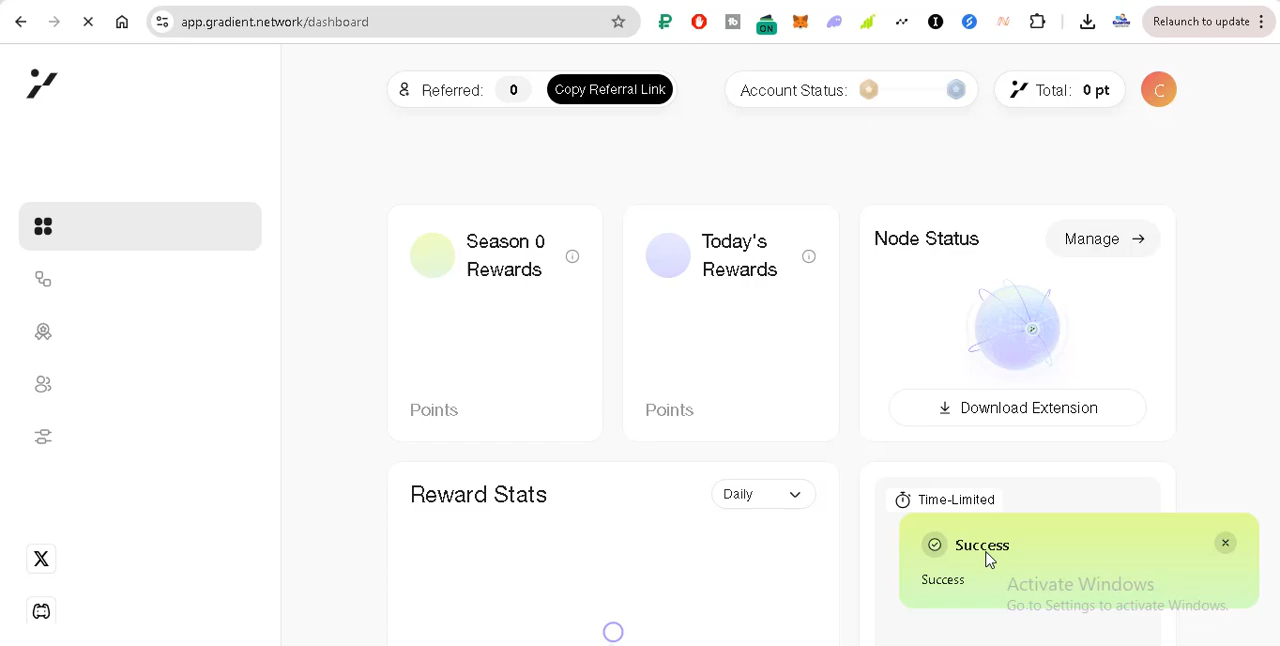 app.gradient.network/dashboard
ON
Relaunch to update
Referred: 0 Copy Referral Link
Account Status:
Total: 0 pt
C
Season 0
Rewards
Points
Today's
Rewards
Points
Node Status
Manage
Download Extension
Reward Stats
Daily
Time-Limited
Success
Success
Activate Windows
Go to Settings to activate Windows.